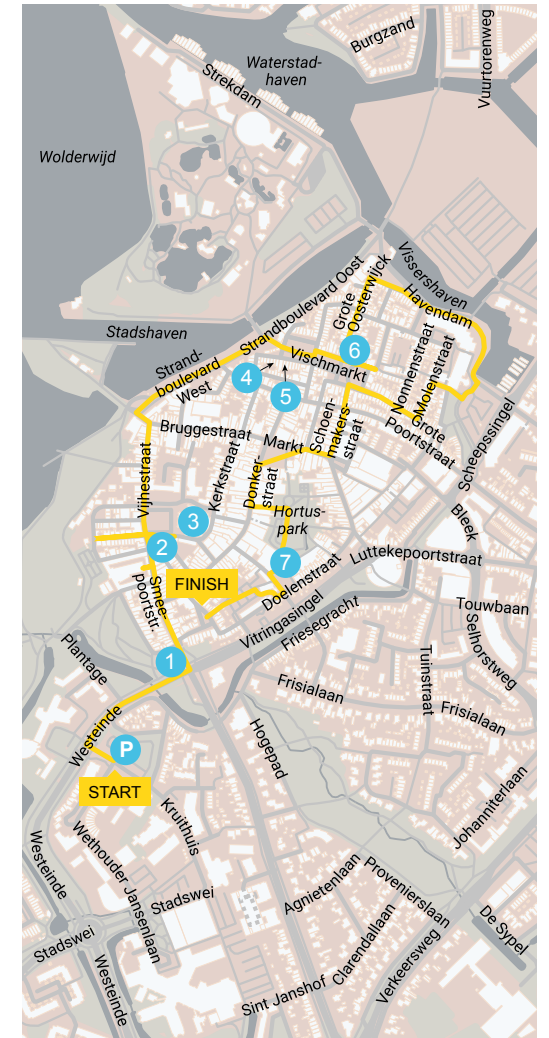 Burgzand
Vuurtorenweg
Waterstad-
haven
Strekdam
Wolderwijd
Vissershaven
Havendam
Strandboulevard Oost
Grote
Oosterwijck
Stadshaven
Strand-
boulevard
West
Vischmarkt
6
4
5
Nonnenstraat
Molenstraat
Grote
Poortstraat
Scheepssingel
Bruggestraat
Markt
Schoen-
makers-
straat
Kerkstraat
Donker-
straat
Vijhestraat
Hortus-
park
Bleek
3
2
7
Luttekepoortstraat
Smee-
poortstr.
FINISH
Doelenstraat
Vitringasingel
Friesegracht
Touwbaan
Selhorstweg
Tuinstraat
1
Plantage
Frisialaan
Frisialaan
Westeinde
P
START
Hogepad
Kruithuis
Johanniterlaan
Westeinde
Wethouder Jansenlaan
Stadswei
Stadswei
Westeinde
Agnietenlaan
Provenierslaan
Clarendallaan
Verkeersweg
De Sypel
Sint Janshof